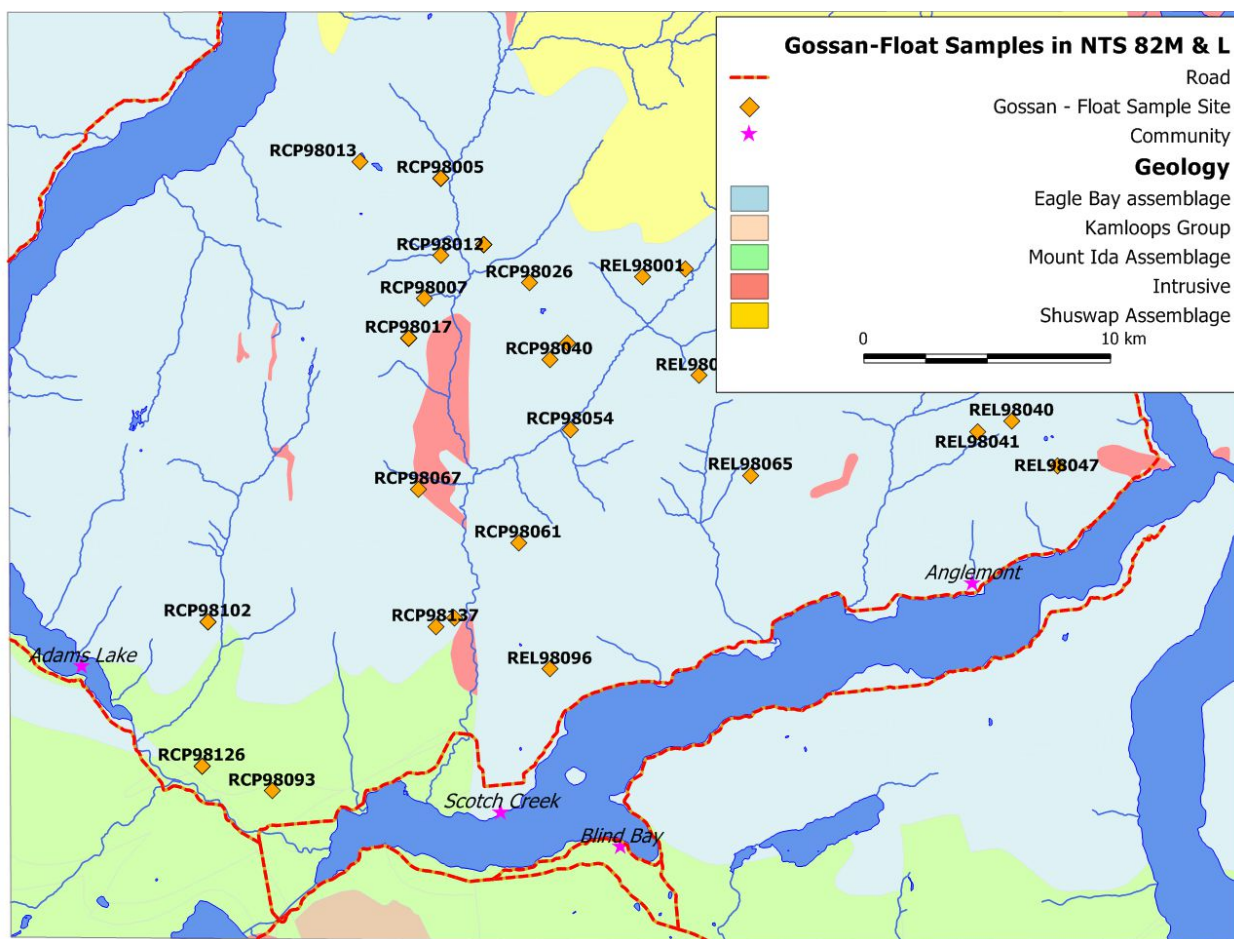 Gossan-Float Samples in NTS 82M & L
Road
Gossan - Float Sample Site
Community
Geology
Eagle Bay assemblage
Kamloops Group
Mount Ida Assemblage
Intrusive
Shuswap Assemblage
0 10 km
RCP98013
RCP98005
RCP98012
RCP98026
REL98001
RCP98007
RCP98017
RCP98040
REL980
REL98040
RCP98054
REL98041
REL98065
REL98047
RCP98067
RCP98061
Anglemont
RCP98102
RCP98137
Adams Lake
REL98096
RCP98126
RCP98093
Scotch Creek
Blind Bay